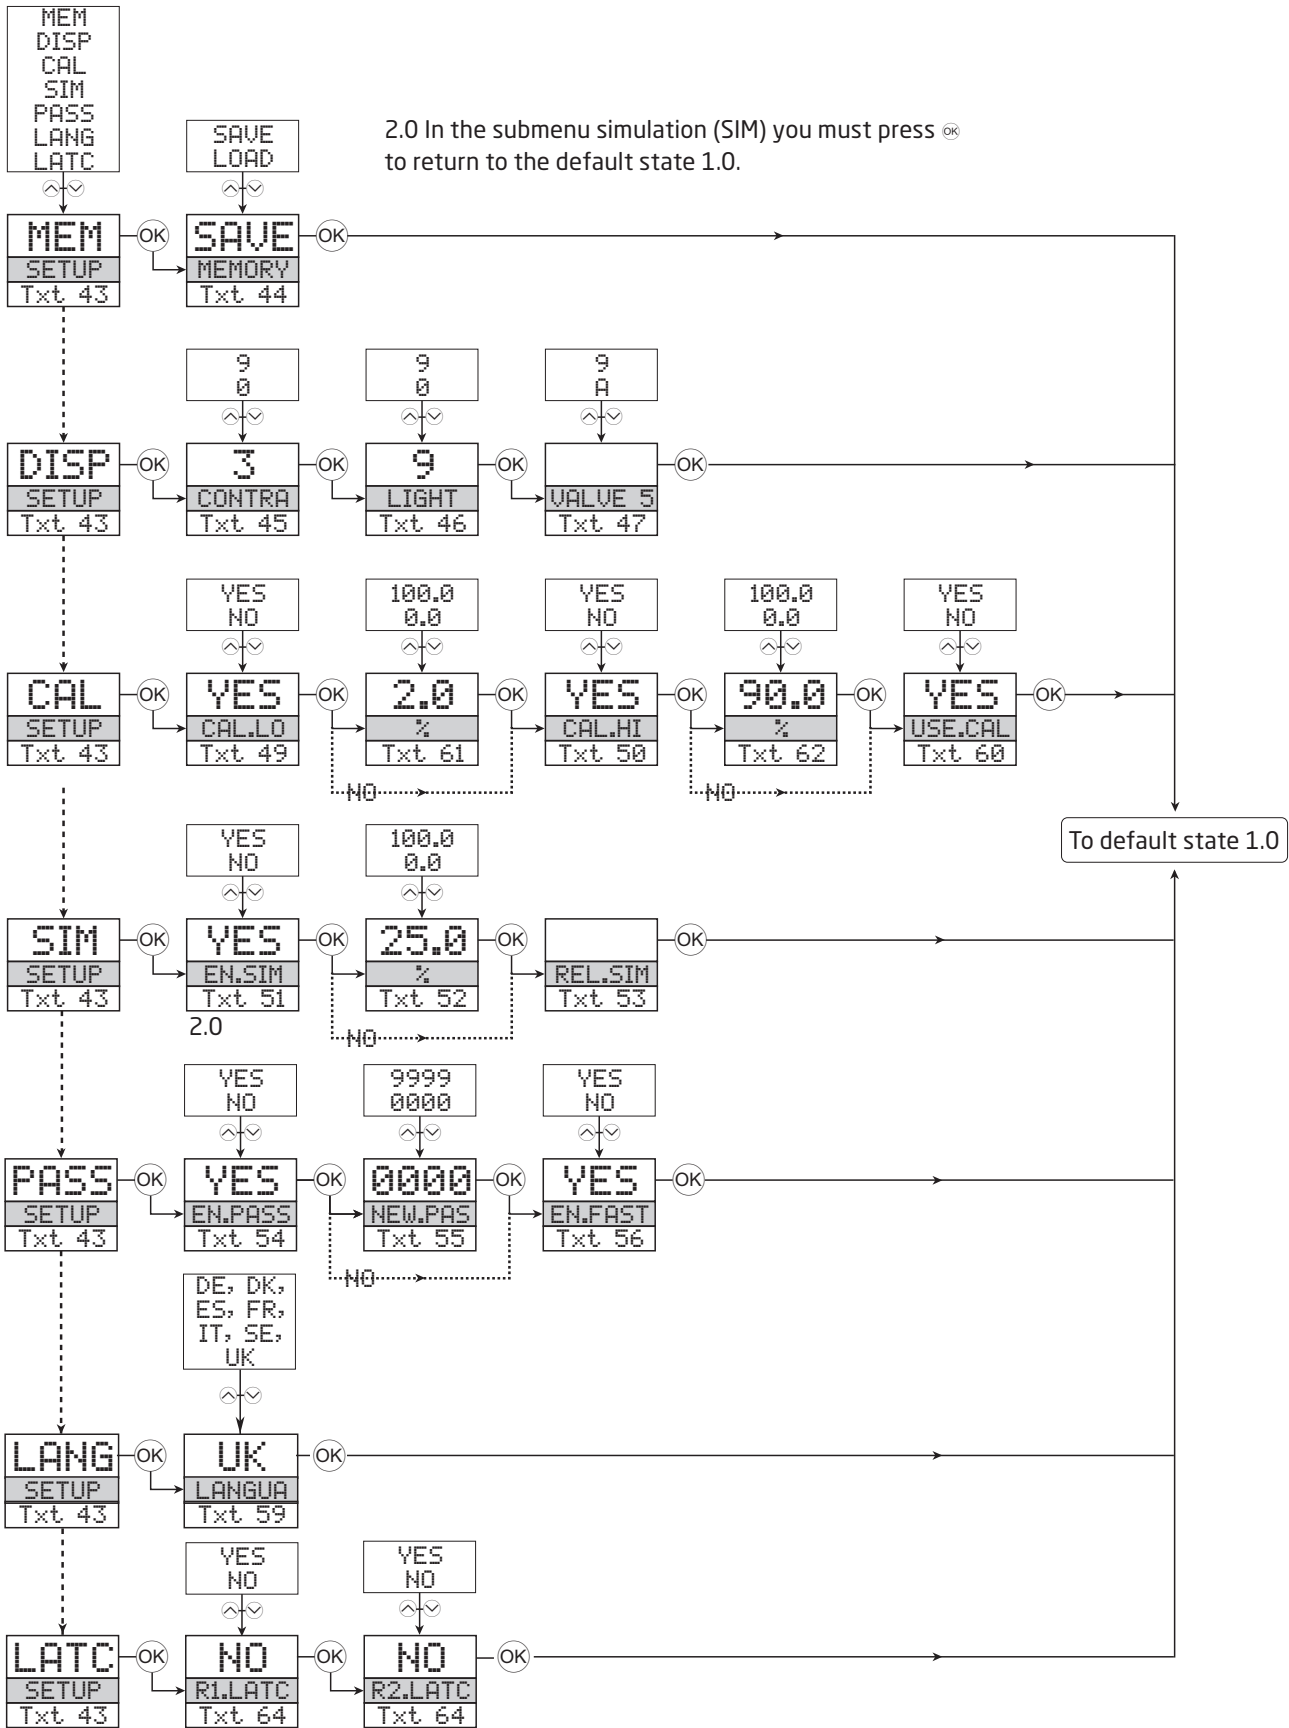 MEM
DISP
CAL
SIM
PASS
LANG
LATC
SAVE
LOAD
2.0 In the submenu simulation (SIM) you must press OK
to return to the default state 1.0.
MEM OK SAVE OK
SETUP MEMORY
Txt 43 Txt 44
9 9 9
0 0 A
DISP OK 3 OK 9 OK OK
SETUP CONTRA LIGHT VALVE 5
Txt 43 Txt 45 Txt 46 Txt 47
YES 100.0 YES 100.0 YES
NO 0.0 NO 0.0 NO
CAL OK YES OK 2.0 OK YES OK 90.0 OK YES OK
SETUP CAL.LO % CAL.HI % USE.CAL
Txt 43 Txt 49 Txt 61 Txt 50 Txt 62 Txt 60
NO NO
To default state 1.0
YES 100.0
NO 0.0
SIM OK YES OK 25.0 OK OK
SETUP EN.SIM % REL.SIM
Txt 43 Txt 51 Txt 52 Txt 53
2.0
NO
YES 9999 YES
NO 0000 NO
PASS OK YES OK 0000 OK YES OK
SETUP EN.PASS NEW.PAS EN.FAST
Txt 43 Txt 54 Txt 55 Txt 56
NO
DE, DK,
ES, FR,
IT, SE,
UK
LANG OK UK OK
SETUP LANGUA
Txt 43 Txt 59
YES YES
NO NO
LATC OK NO OK NO OK
SETUP R1.LATC R2.LATC
Txt 43 Txt 64 Txt 64